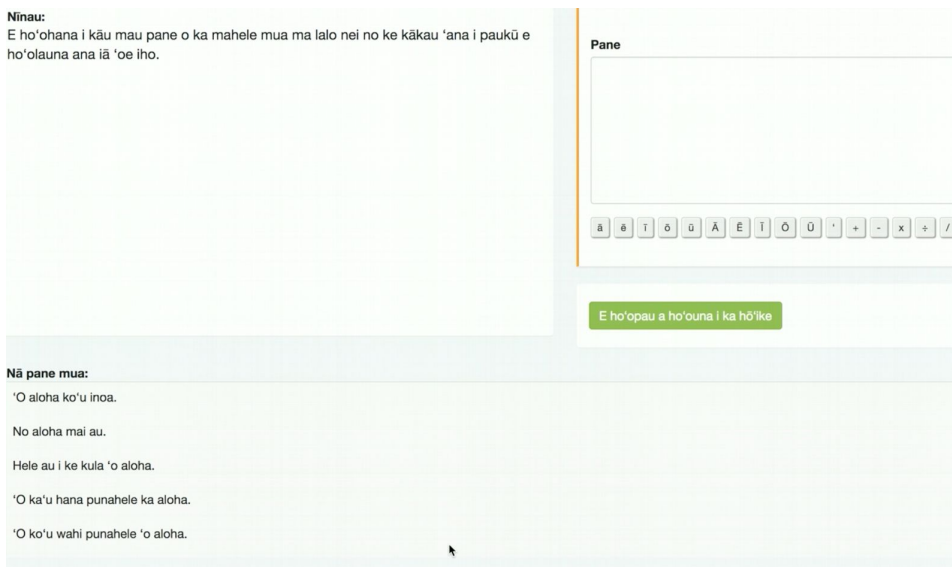 Nīnau:
E hoʻohana i kāu mau pane o ka mahele mua ma lalo nei no ke kākau ʻana i paukū e
hoʻolauna ana iā ʻoe iho.
Pane
ā ē ī ō ū Ā Ē Ī Ō Ū ʻ + - x ÷ /
E hoʻopau a hoʻouna i ka hōʻike
Nā pane mua:
ʻO aloha koʻu inoa.
No aloha mai au.
Hele au i ke kula ʻo aloha.
ʻO kaʻu hana punahele ka aloha.
ʻO koʻu wahi punahele ʻo aloha.